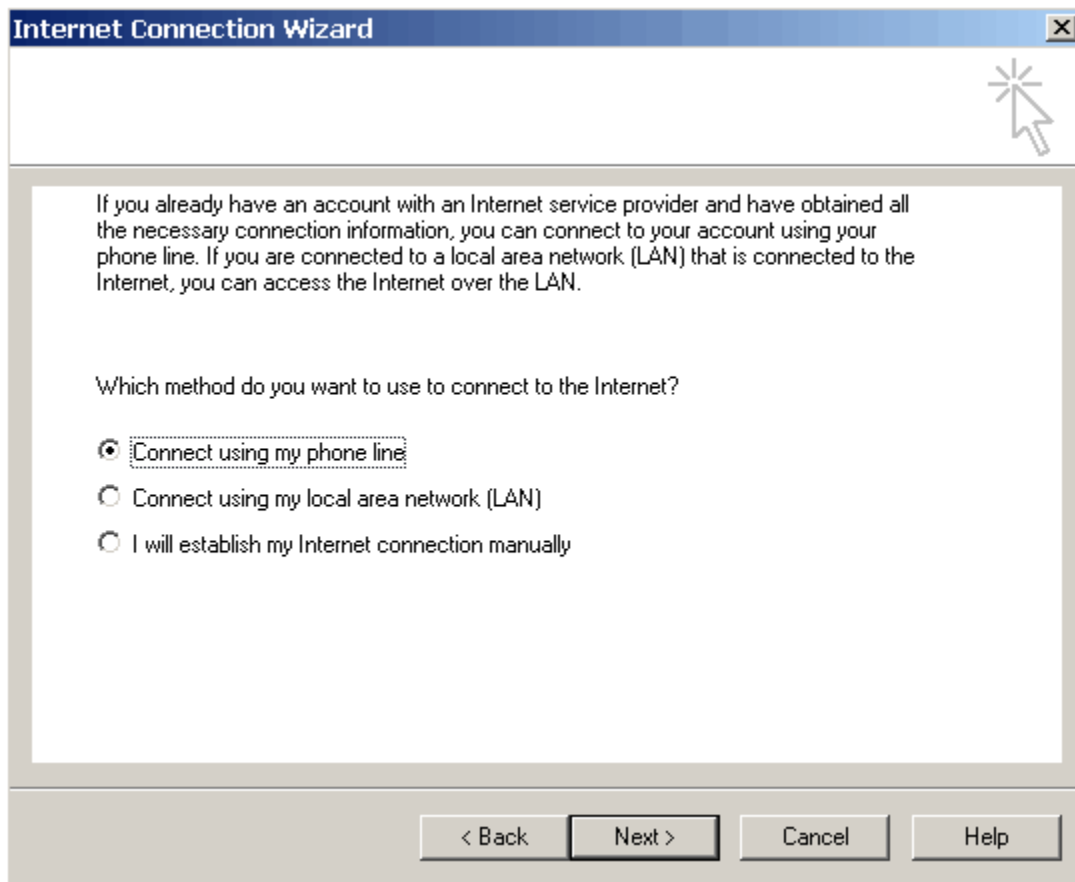 Internet Connection Wizard
If you already have an account with an Internet service provider and have obtained all
the necessary connection information, you can connect to your account using your
phone line. If you are connected to a local area network (LAN) that is connected to the
Internet, you can access the Internet over the LAN.
Which method do you want to use to connect to the Internet?
Connect using my phone line
Connect using my local area network (LAN)
I will establish my Internet connection manually
< Back Next > Cancel Help